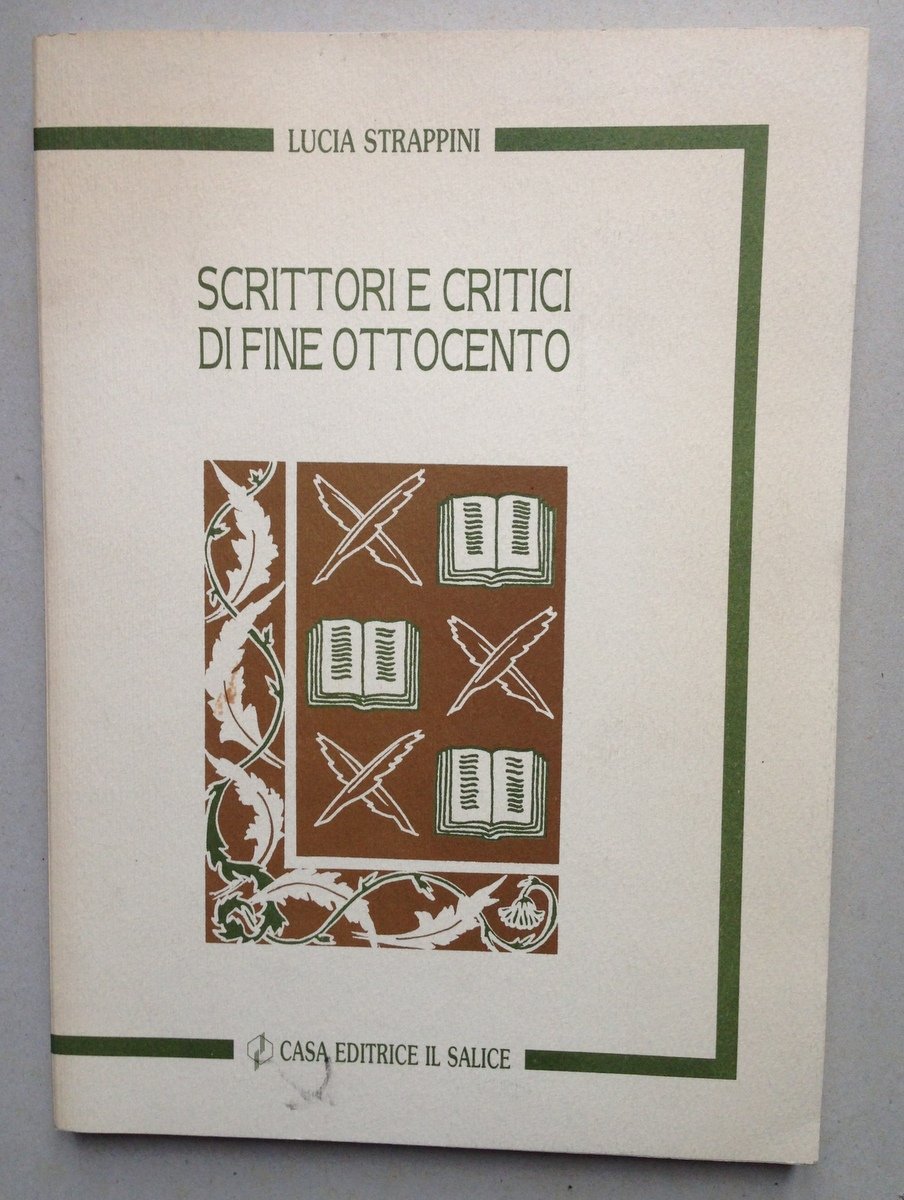 LUCIA STRAPPINI
SCRITTORI E CRITICI
DI FINE OTTOCENTO
CASA EDITRICE IL SALICE